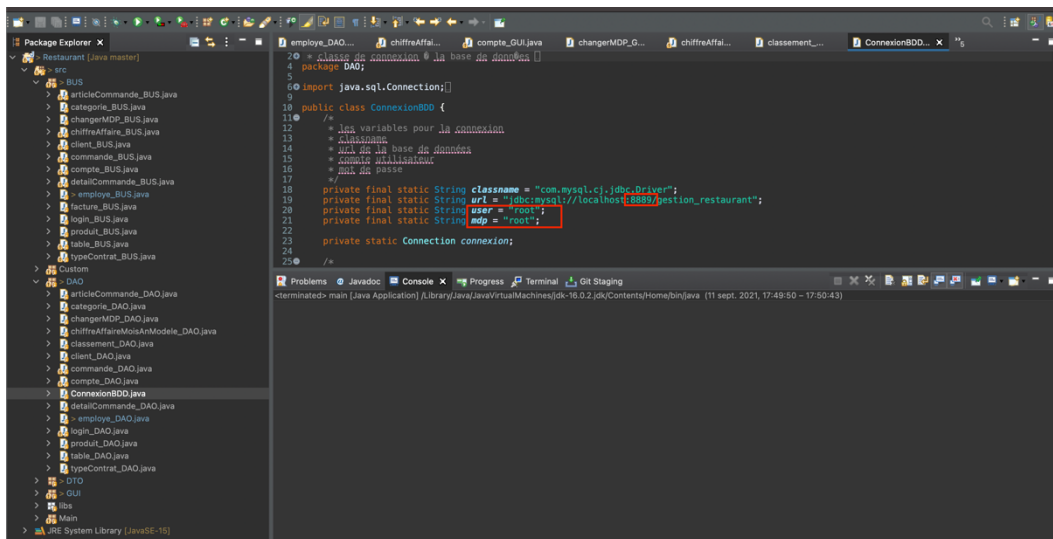 Package Explorer ×
> Restaurant [Java master]
> src
> BUS
articleCommande_BUS.java
categorie_BUS.java
changerMDP_BUS.java
chiffreAffaire_BUS.java
client_BUS.java
commande_BUS.java
compte_BUS.java
detailCommande_BUS.java
> employe_BUS.java
facture_BUS.java
login_BUS.java
produit_BUS.java
table_BUS.java
typeContrat_BUS.java
Custom
> DAO
articleCommande_DAO.java
categorie_DAO.java
changerMDP_DAO.java
chiffreAffaireMoisAnModele_DAO.java
classement_DAO.java
client_DAO.java
commande_DAO.java
compte_DAO.java
ConnexionBDD.java
detailCommande_DAO.java
> employe_DAO.java
login_DAO.java
produit_DAO.java
table_DAO.java
typeContrat_DAO.java
> DTO
> GUI
libs
Main
JRE System Library [JavaSE-15]
employe_DAO.... chiffreAffai... compte_GUI.java changerMDP_G... chiffreAffai... classement_... ConnexionBDD... × "5
2 * classe de connexion � la base de donn�es
4 package DAO;
5
6 import java.sql.Connection;
9
10 public class ConnexionBDD {
11 /*
12 * les variables pour la connexion
13 * classname
14 * url de la base de données
15 * compte utilisateur
16 * mot de passe
17 */
18 private final static String classname = "com.mysql.cj.jdbc.Driver";
19 private final static String url = "jdbc:mysql://localhost:8889/gestion_restaurant";
20 private final static String user = "root";
21 private final static String mdp = "root";
22
23 private static Connection connexion;
24
25 /*
Problems Javadoc Console × Progress Terminal Git Staging
<terminated> main [Java Application] /Library/Java/JavaVirtualMachines/jdk-16.0.2.jdk/Contents/Home/bin/java (11 sept. 2021, 17:49:50 – 17:50:43)